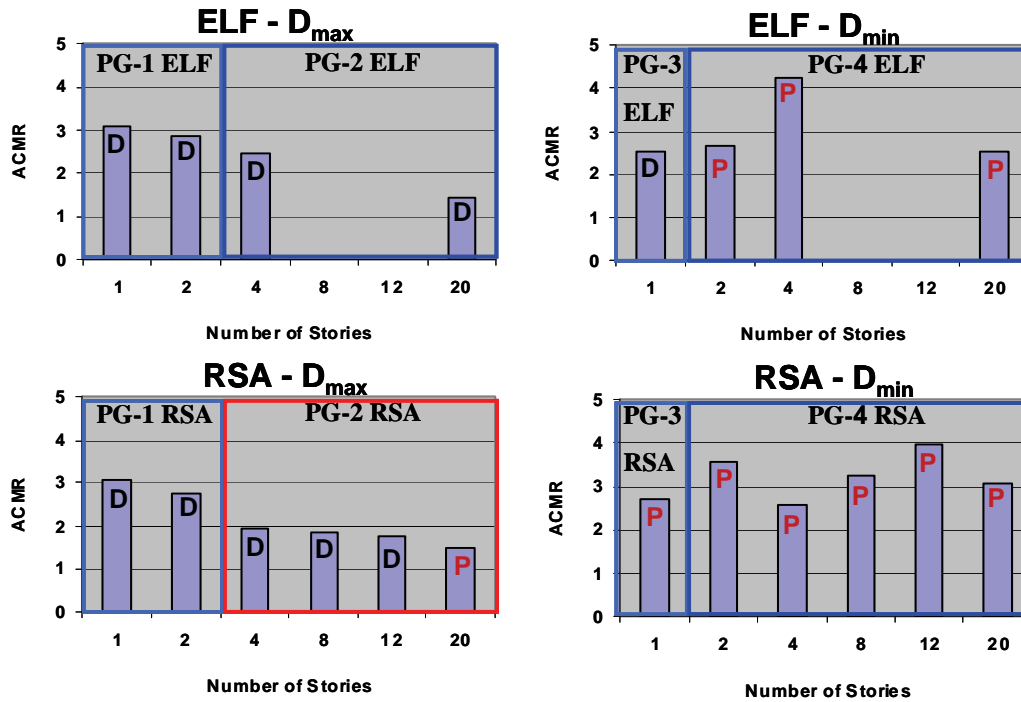 ELF - Dmax
5
4
3
2
1
0
ACMR
PG-1 ELF
PG-2 ELF
D
D
D
D
1 2 4 8 12 20
Number of Stories
ELF - Dmin
5
4
3
2
1
0
ACMR
PG-3
ELF
PG-4 ELF
D
P
P
P
1 2 4 8 12 20
Number of Stories
RSA - Dmax
5
4
3
2
1
0
ACMR
PG-1 RSA
PG-2 RSA
D
D
D
D
D
P
1 2 4 8 12 20
Number of Stories
RSA - Dmin
5
4
3
2
1
0
ACMR
PG-3
RSA
PG-4 RSA
P
P
P
P
P
P
1 2 4 8 12 20
Number of Stories